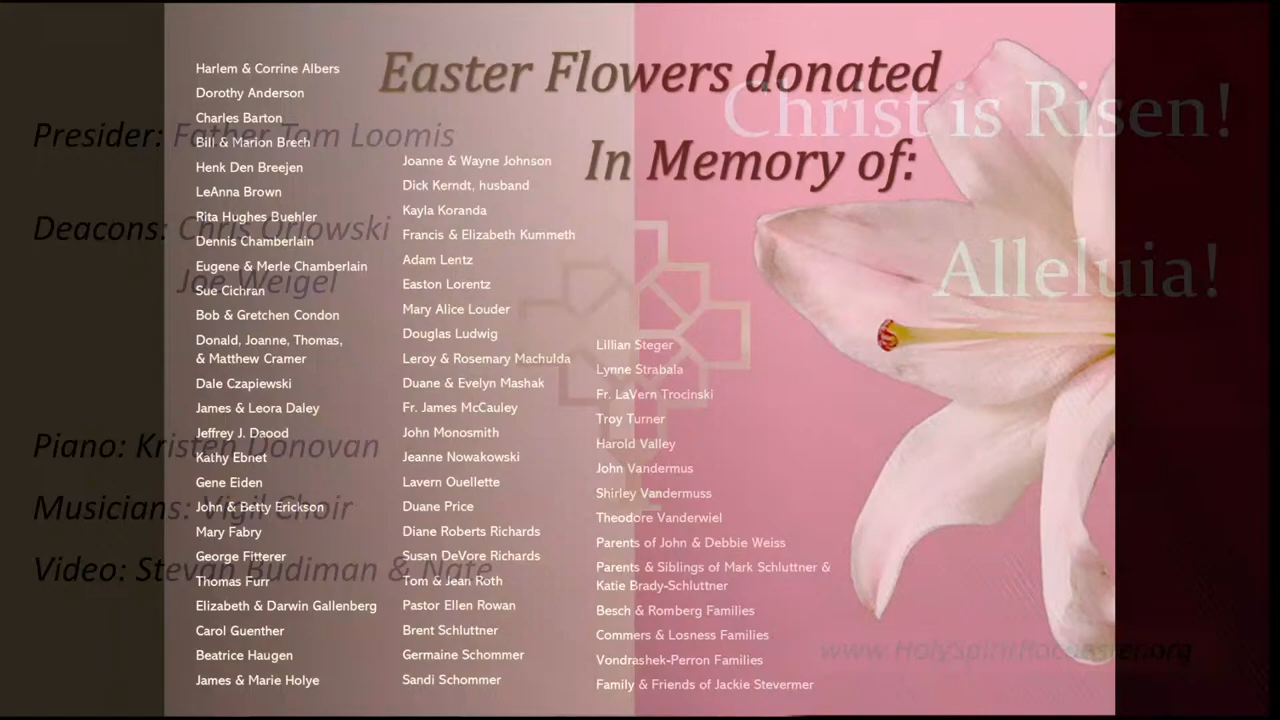 Easter Flowers donated
In Memory of:
Harlem & Corrine Albers
Dorothy Anderson
Charles Barton
Bill & Marion Brech
Henk Den Breejen
LeAnna Brown
Rita Hughes Buehler
Dennis Chamberlain
Eugene & Merle Chamberlain
Sue Cichran
Bob & Gretchen Condon
Donald, Joanne, Thomas,
& Matthew Cramer
Dale Czapiewski
James & Leora Daley
Jeffrey J. Daood
Kathy Ebnet
Gene Eiden
John & Betty Erickson
Mary Fabry
George Fitterer
Thomas Furr
Elizabeth & Darwin Gallenberg
Carol Guenther
Beatrice Haugen
James & Marie Holye
Joanne & Wayne Johnson
Dick Kerndt, husband
Kayla Koranda
Francis & Elizabeth Kummeth
Adam Lentz
Easton Lorentz
Mary Alice Louder
Douglas Ludwig
Leroy & Rosemary Machulda
Duane & Evelyn Mashak
Fr. James McCauley
John Monosmith
Jeanne Nowakowski
Lavern Ouellette
Duane Price
Diane Roberts Richards
Susan DeVore Richards
Tom & Jean Roth
Pastor Ellen Rowan
Brent Schluttner
Germaine Schommer
Sandi Schommer
Lillian Steger
Lynne Strabala
Fr. LaVern Trocinski
Troy Turner
Harold Valley
John Vandermus
Shirley Vandermuss
Theodore Vanderwiel
Parents of John & Debbie Weiss
Parents & Siblings of Mark Schluttner &
Katie Brady-Schluttner
Besch & Romberg Families
Commers & Losness Families
Vondrashek-Perron Families
Family & Friends of Jackie Stevermer
Presider: Father Tom Loomis
Deacons: Chris Orlowski
Joe Weigel
Piano: Kristen Donovan
Musicians: Vigil Choir
Video: Stevan Budiman & Nate
Christ is Risen!
Alleluia!